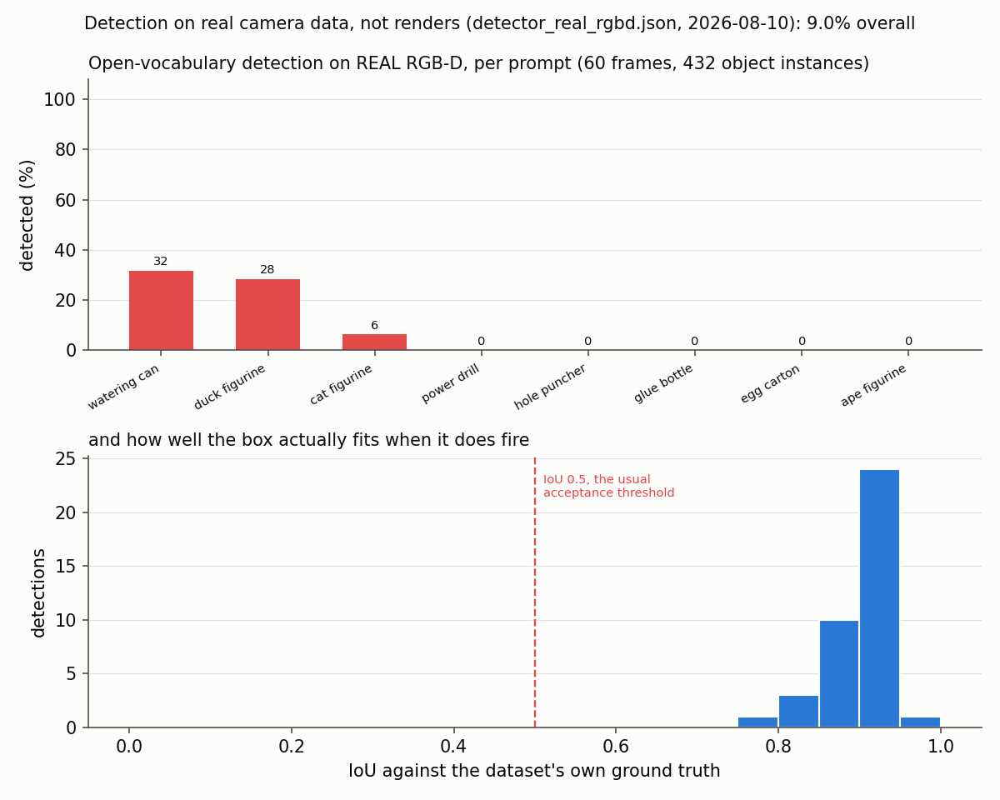 Detection on real camera data, not renders (detector_real_rgbd.json, 2026-08-10): 9.0% overall
Open-vocabulary detection on REAL RGB-D, per prompt (60 frames, 432 object instances)
detected (%)
100
80
60
40
20
0
32
28
6
0
0
0
0
0
watering can
duck figurine
cat figurine
power drill
hole puncher
glue bottle
egg carton
ape figurine
and how well the box actually fits when it does fire
detections
25
20
15
10
5
0
IoU 0.5, the usual
acceptance threshold
0.0
0.2
0.4
0.6
0.8
1.0
IoU against the dataset's own ground truth